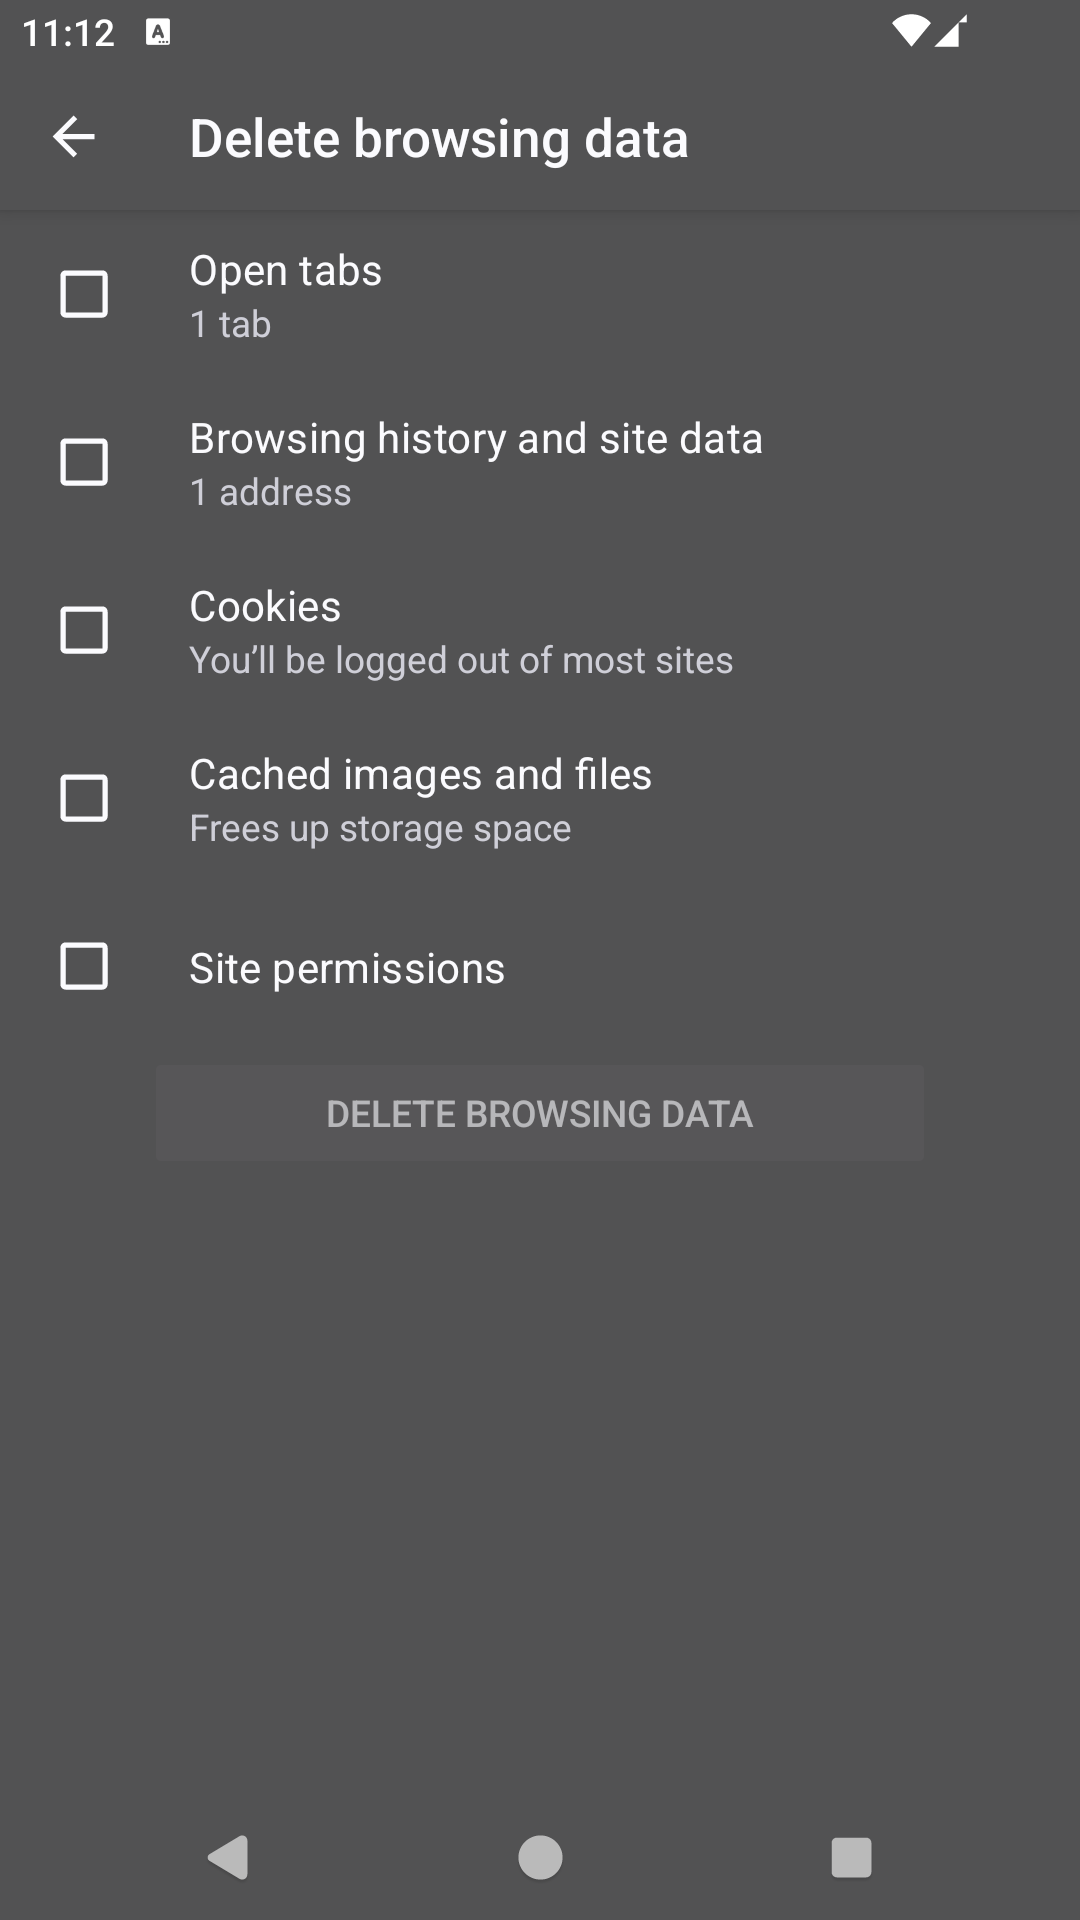 11:12
Delete browsing data
Open tabs
1 tab
Browsing history and site data
1 address
Cookies
You’ll be logged out of most sites
Cached images and files
Frees up storage space
Site permissions
DELETE BROWSING DATA